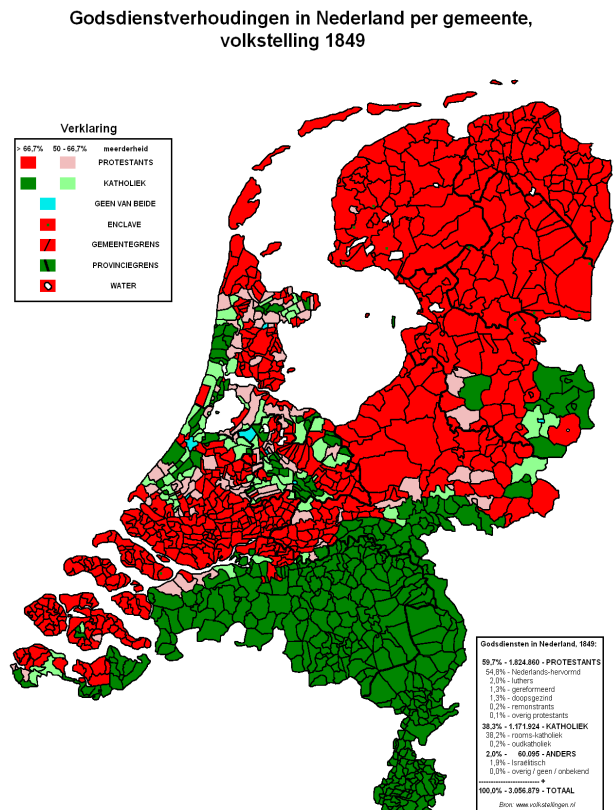 Godsdienstverhoudingen in Nederland per gemeente,
volkstelling 1849
Verklaring
> 66,7% 50 - 66,7% meerderheid
PROTESTANTS
KATHOLIEK
GEEN VAN BEIDE
ENCLAVE
GEMEENTEGRENS
PROVINCIEGRENS
WATER
Godsdiensten in Nederland, 1849:
59,7% - 1.824.860 - PROTESTANTS
54,8% - Nederlands-hervormd
2,0% - luthers
1,3% - gereformeerd
1,3% - doopsgezind
0,2% - remonstrants
0,1% - overig protestants
38,3% - 1.171.924 - KATHOLIEK
38,2% - rooms-katholiek
0,2% - oudkatholiek
2,0% - 60.095 - ANDERS
1,9% - Israëlitisch
0,0% - overig / geen / onbekend
------------------------- +
100,0% - 3.056.879 - TOTAAL
Bron: www.volkstellingen.nl